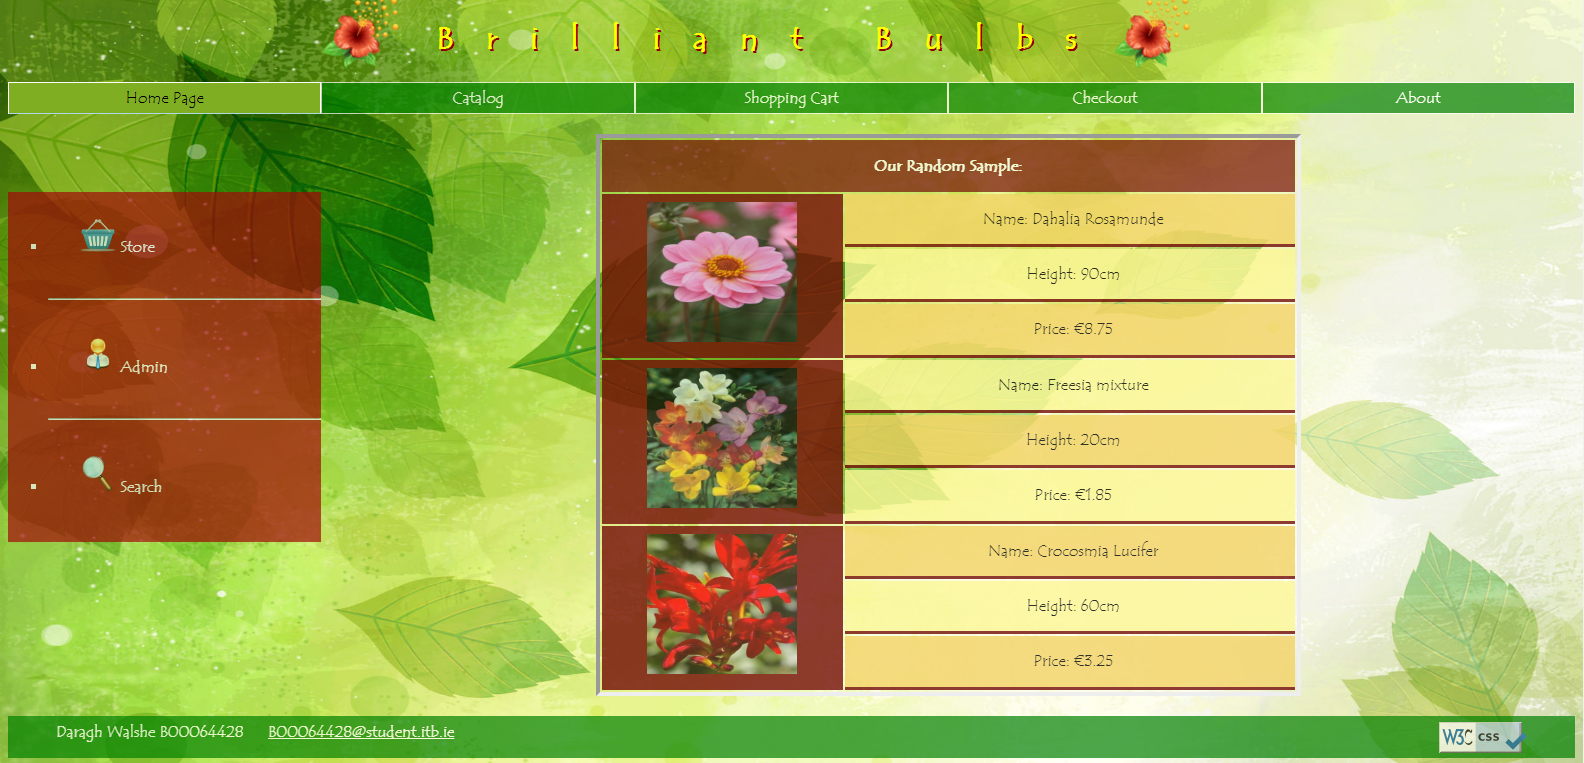 Brilliant Bulbs
Home Page
Catalog
Shopping Cart
Checkout
About
Store
Admin
Search
Our Random Sample:
Name: Dahalia Rosamunde
Height: 90cm
Price: €8.75
Name: Freesia mixture
Height: 20cm
Price: €1.85
Name: Crocosmia Lucifer
Height: 60cm
Price: €3.25
Daragh Walshe B00064428 B00064428@student.itb.ie
W3C css